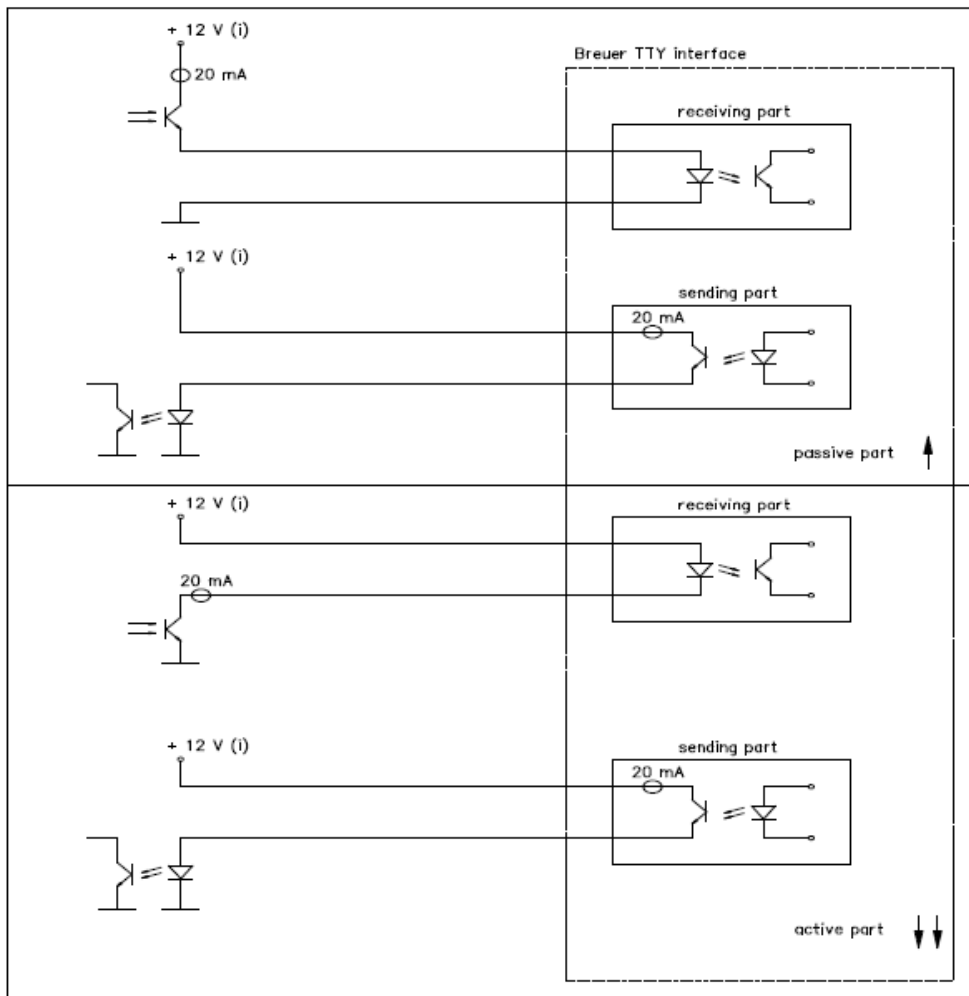 + 12 V (i)
20 mA
Breuer TTY interface
receiving part
+ 12 V (i)
sending part
20 mA
passive part
+ 12 V (i)
receiving part
20 mA
+ 12 V (i)
sending part
20 mA
active part